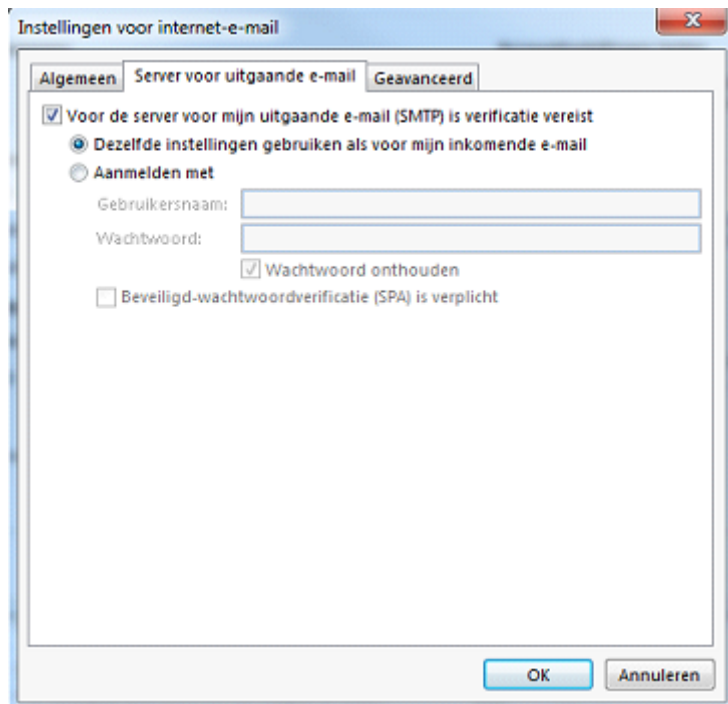 Instellingen voor internet-e-mail
Algemeen Server voor uitgaande e-mail Geavanceerd
Voor de server voor mijn uitgaande e-mail (SMTP) is verificatie vereist
Dezelfde instellingen gebruiken als voor mijn inkomende e-mail
Aanmelden met
Gebruikersnaam:
Wachtwoord:
Wachtwoord onthouden
Beveiligd-wachtwoordverificatie (SPA) is verplicht
OK Annuleren